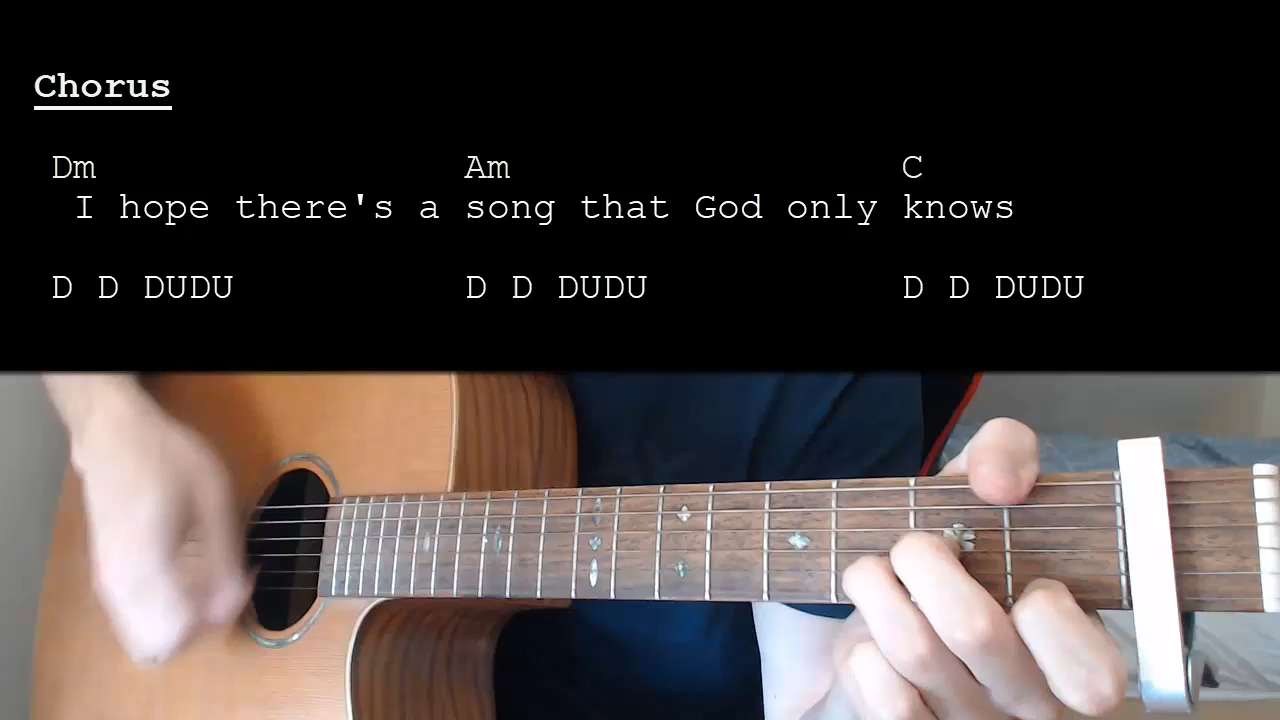 Chorus
Dm Am C
I hope there's a song that God only knows
D D DUDU D D DUDU D D DUDU